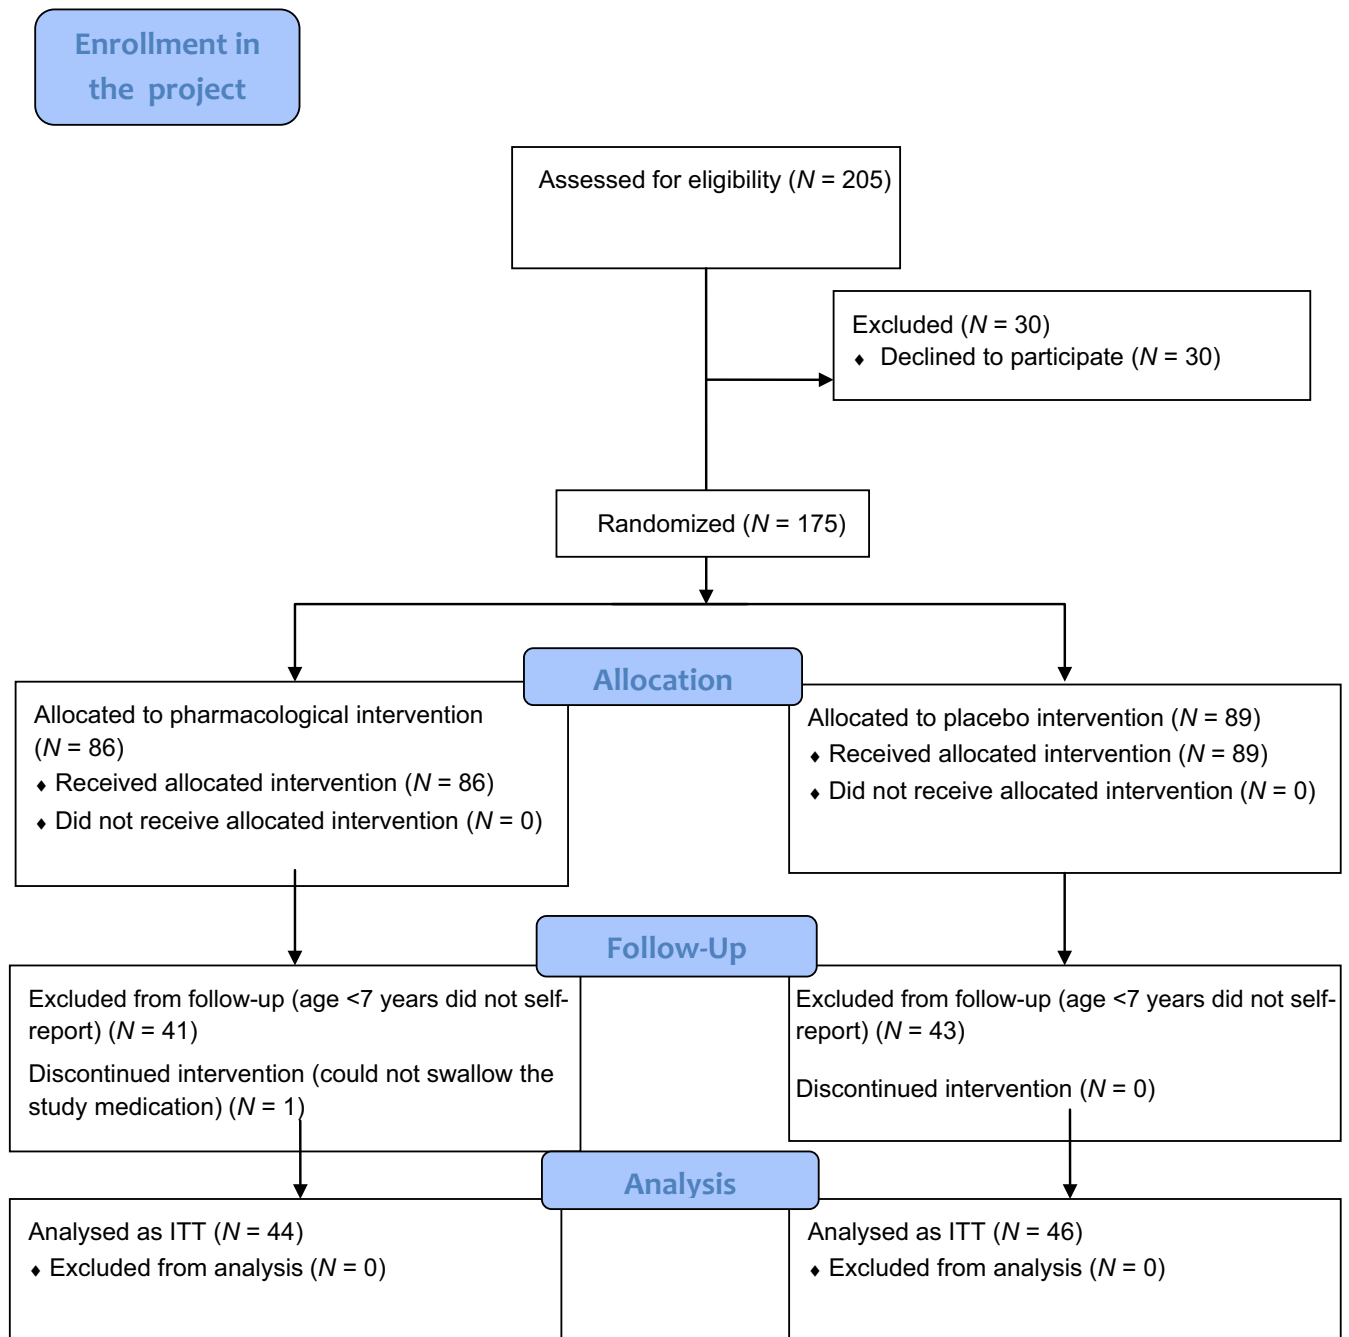 Enrollment in
the project
Assessed for eligibility (N = 205)
Excluded (N = 30)
♦ Declined to participate (N = 30)
Randomized (N = 175)
Allocation
Allocated to pharmacological intervention
(N = 86)
♦ Received allocated intervention (N = 86)
♦ Did not receive allocated intervention (N = 0)
Allocated to placebo intervention (N = 89)
♦ Received allocated intervention (N = 89)
♦ Did not receive allocated intervention (N = 0)
Follow-Up
Excluded from follow-up (age <7 years did not self-
report) (N = 41)
Discontinued intervention (could not swallow the
study medication) (N = 1)
Excluded from follow-up (age <7 years did not self-
report) (N = 43)
Discontinued intervention (N = 0)
Analysis
Analysed as ITT (N = 44)
♦ Excluded from analysis (N = 0)
Analysed as ITT (N = 46)
♦ Excluded from analysis (N = 0)